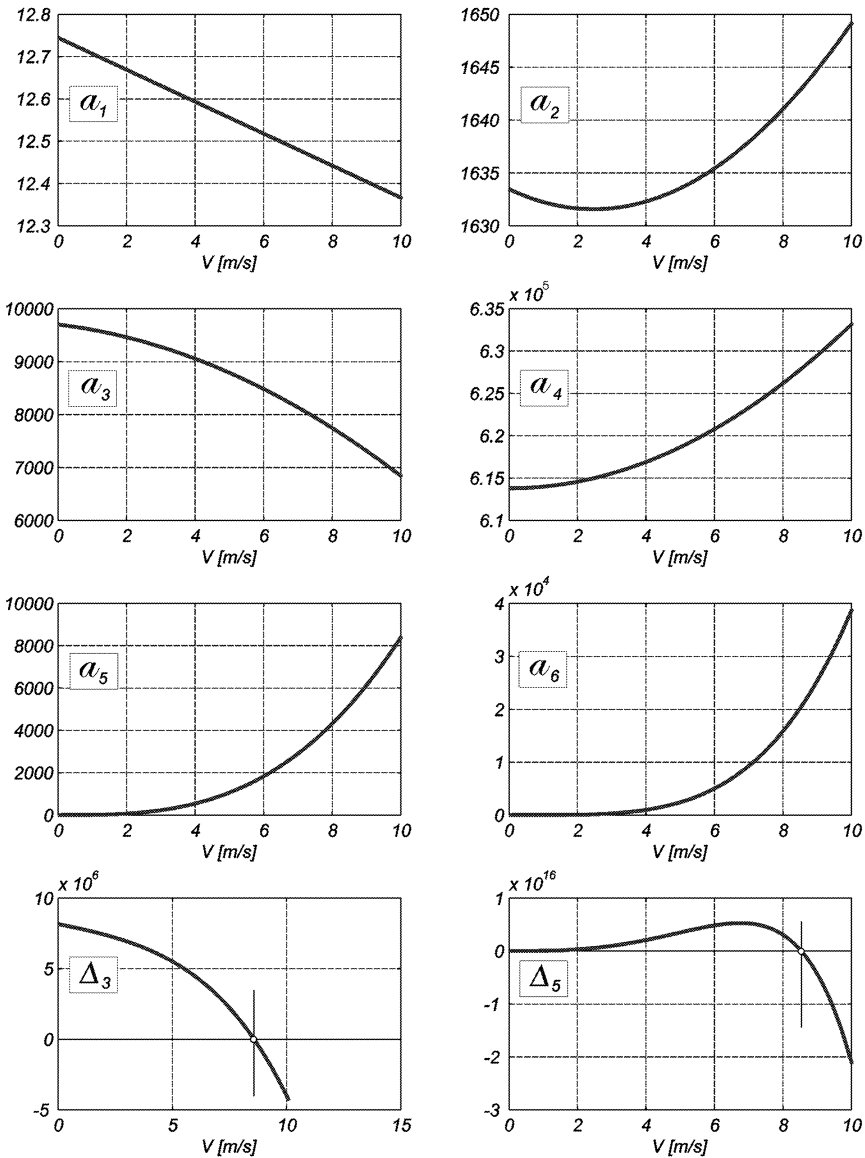 12.8
12.7
12.6
12.5
12.4
12.3
a1
0 2 4 6 8 10
V [m/s]
1650
1645
1640
1635
1630
a2
0 2 4 6 8 10
V [m/s]
10000
9000
8000
7000
6000
a3
0 2 4 6 8 10
V [m/s]
x 10^5
6.35
6.3
6.25
6.2
6.15
6.1
a4
0 2 4 6 8 10
V [m/s]
10000
8000
6000
4000
2000
0
a5
0 2 4 6 8 10
V [m/s]
x 10^4
4
3
2
1
0
a6
0 2 4 6 8 10
V [m/s]
x 10^6
10
5
0
-5
Δ3
0 5 10 15
V [m/s]
x 10^16
1
0
-1
-2
-3
Δ5
0 2 4 6 8 10
V [m/s]